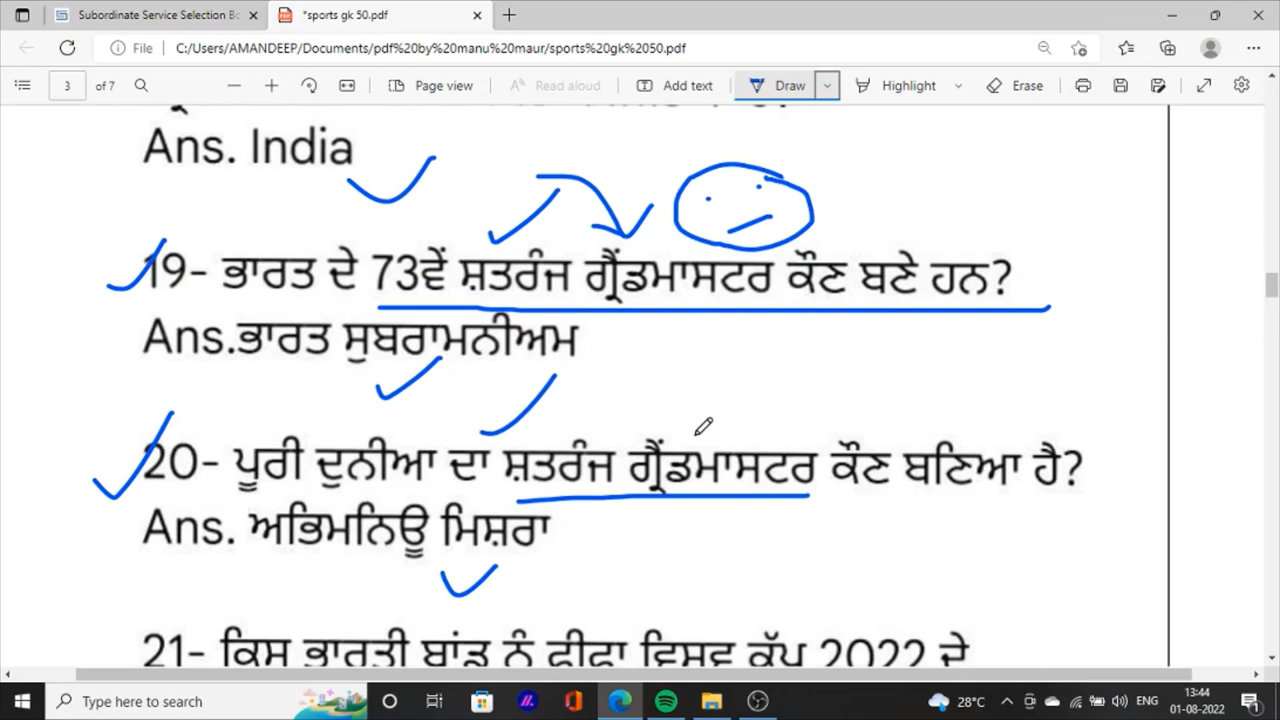 Subordinate Service Selection Bo
*sports gk 50.pdf
File C:/Users/AMANDEEP/Documents/pdf%20by%20manu%20maur/sports%20gk%2050.pdf
3 of 7 Page view Read aloud Add text Draw Highlight Erase
Ans. India
19- ਭਾਰਤ ਦੇ 73ਵੇਂ ਸ਼ਤਰੰਜ ਗ੍ਰੈਂਡਮਾਸਟਰ ਕੌਣ ਬਣੇ ਹਨ?
Ans.ਭਾਰਤ ਸੁਬਰਾਮਨੀਅਮ
20- ਪੂਰੀ ਦੁਨੀਆ ਦਾ ਸ਼ਤਰੰਜ ਗ੍ਰੈਂਡਮਾਸਟਰ ਕੌਣ ਬਣਿਆ ਹੈ?
Ans. ਅਭਿਮਨਿਊ ਮਿਸ਼ਰਾ
21- ਕਿਸ ਭਾਰਤੀ ਬਾਂਡ ਨੂੰ ਫੀਫਾ ਵਿਸ਼ਵ ਕੱਪ 2022 ਦੇ
Type here to search 28°C ENG 13:44
01-08-2022